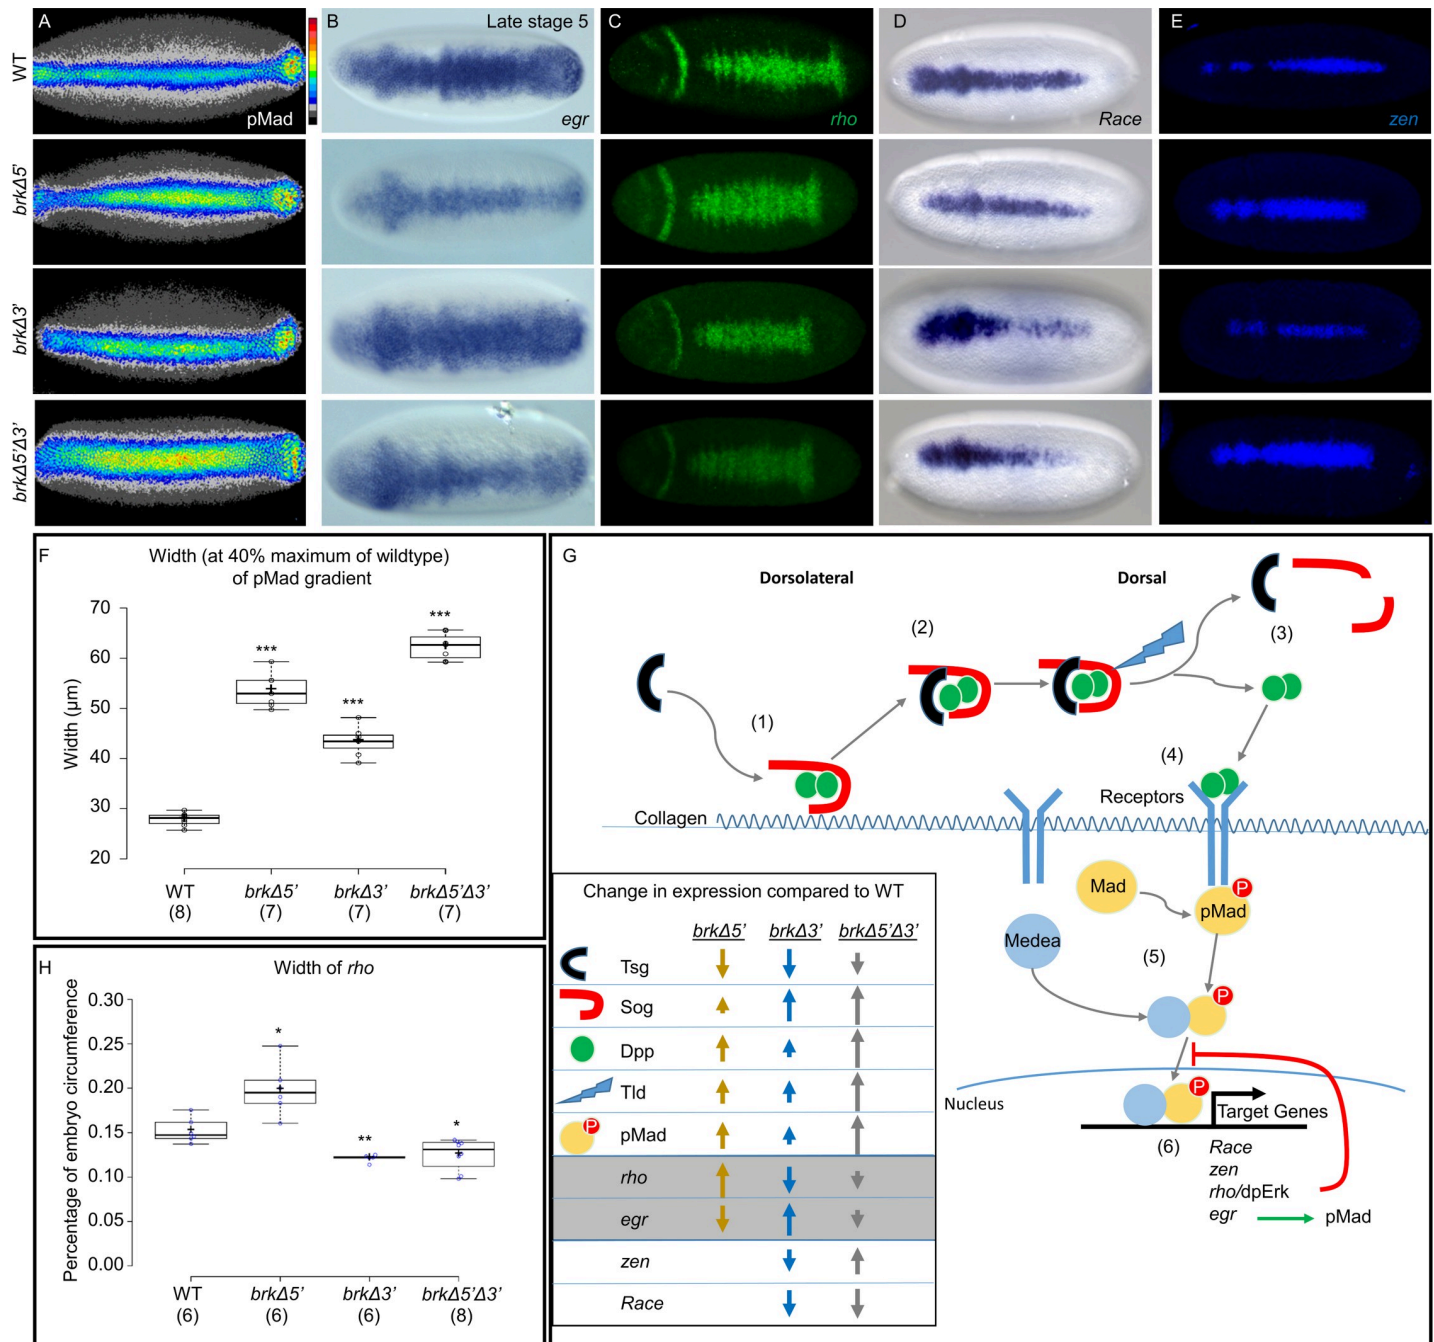 A
B
Late stage 5
C
D
E
WT
pMad
egr
rho
Race
zen
brkΔ5’
brkΔ3’
brkΔ5’Δ3’
F
Width (at 40% maximum of wildtype)
of pMad gradient
Width (µm)
70
60
50
40
30
20
***
***
***
WT
brkΔ5’
brkΔ3’
brkΔ5’Δ3’
(8)
(7)
(7)
(7)
H
Width of rho
Percentage of embryo circumference
0.30
0.25
0.20
0.15
0.10
0.05
0.00
*
**
*
WT
brkΔ5’
brkΔ3’
brkΔ5’Δ3’
(6)
(6)
(6)
(8)
G
Dorsolateral
Dorsal
(1)
(2)
(3)
(4)
Receptors
Collagen
Mad
P
pMad
Medea
(5)
P
Nucleus
P
Target Genes
(6)
Race
zen
rho/dpErk
egr
pMad
Change in expression compared to WT
brkΔ5’
brkΔ3’
brkΔ5’Δ3’
Tsg
Sog
Dpp
Tld
P
pMad
rho
egr
zen
Race